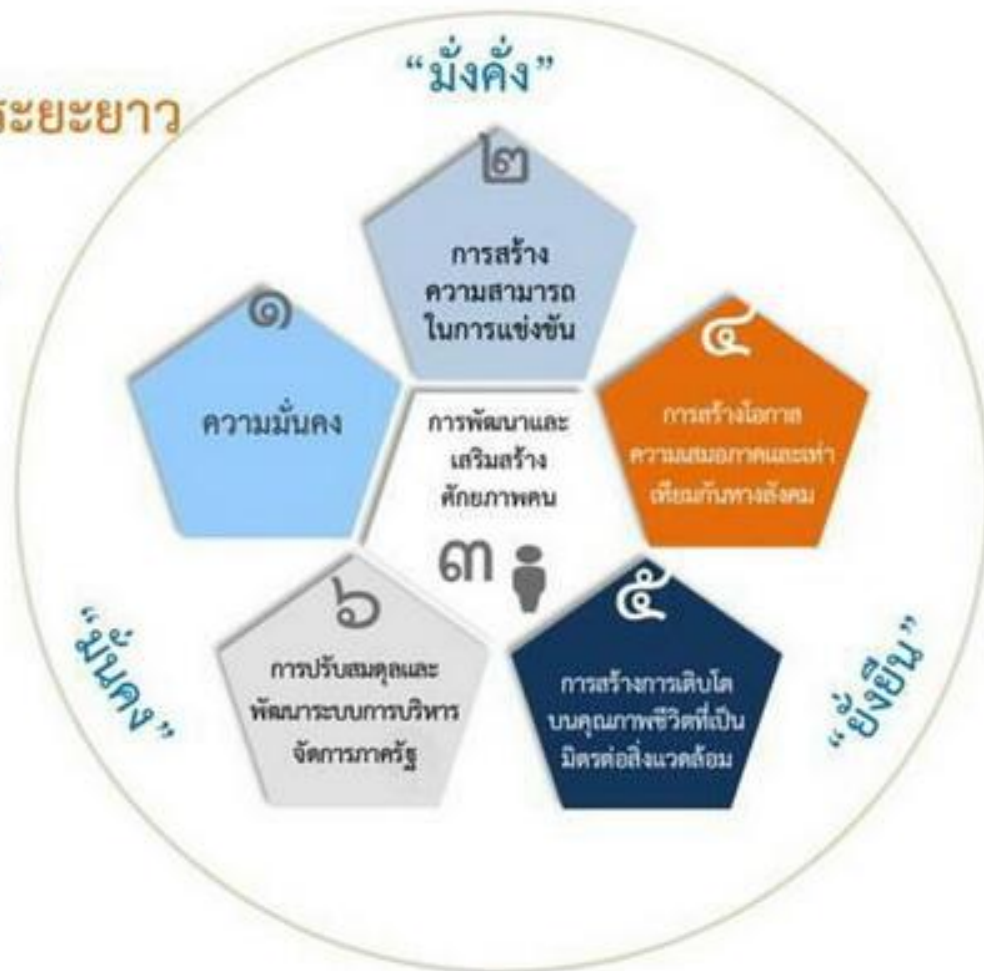 “มั่งคั่ง”
ระยะยาว
๒
การสร้าง
ความสามารถ
ในการแข่งขัน
๑
ความมั่นคง
๔
การสร้างโอกาส
ความเสมอภาคและเท่า
เทียมกันทางสังคม
การพัฒนาและ
เสริมสร้าง
ศักยภาพคน
๓
๖
การปรับสมดุลและ
พัฒนาระบบการบริหาร
จัดการภาครัฐ
๕
การสร้างการเติบโต
บนคุณภาพชีวิตที่เป็น
มิตรต่อสิ่งแวดล้อม
“มั่นคง”
“ยั่งยืน”